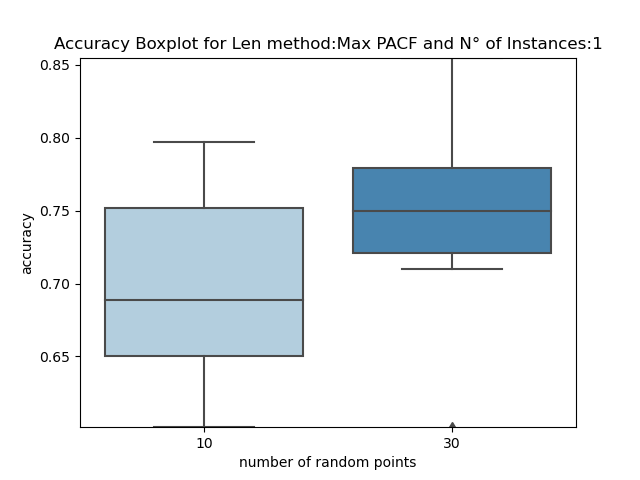 Accuracy Boxplot for Len method:Max PACF and N° of Instances:1
0.85
0.80
0.75
0.70
0.65
accuracy
10
30
number of random points